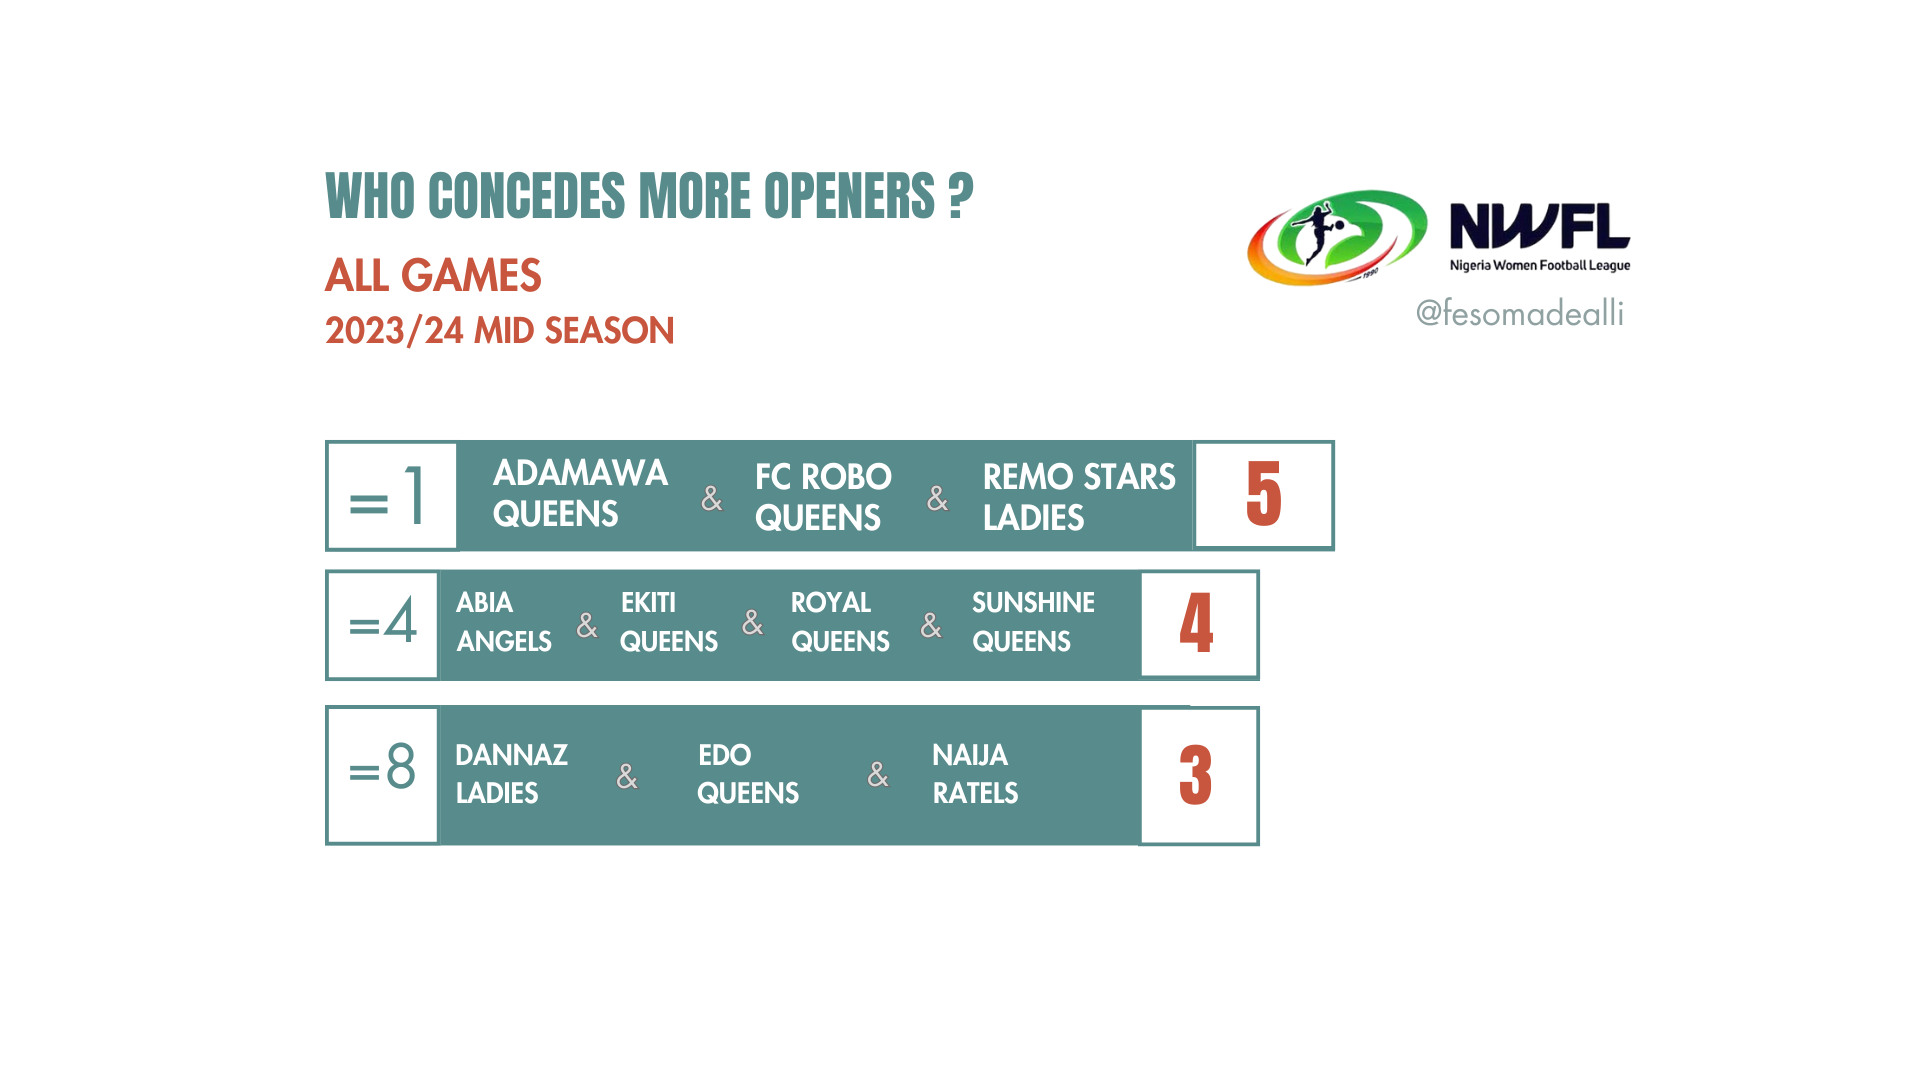 WHO CONCEDES MORE OPENERS ?
ALL GAMES
2023/24 MID SEASON
NWFL
Nigeria Women Football League
1990
@fesomadealli
=1
ADAMAWA
QUEENS
&
FC ROBO
QUEENS
&
REMO STARS
LADIES
5
=4
ABIA
ANGELS
&
EKITI
QUEENS
&
ROYAL
QUEENS
&
SUNSHINE
QUEENS
4
=8
DANNAZ
LADIES
&
EDO
QUEENS
&
NAIJA
RATELS
3